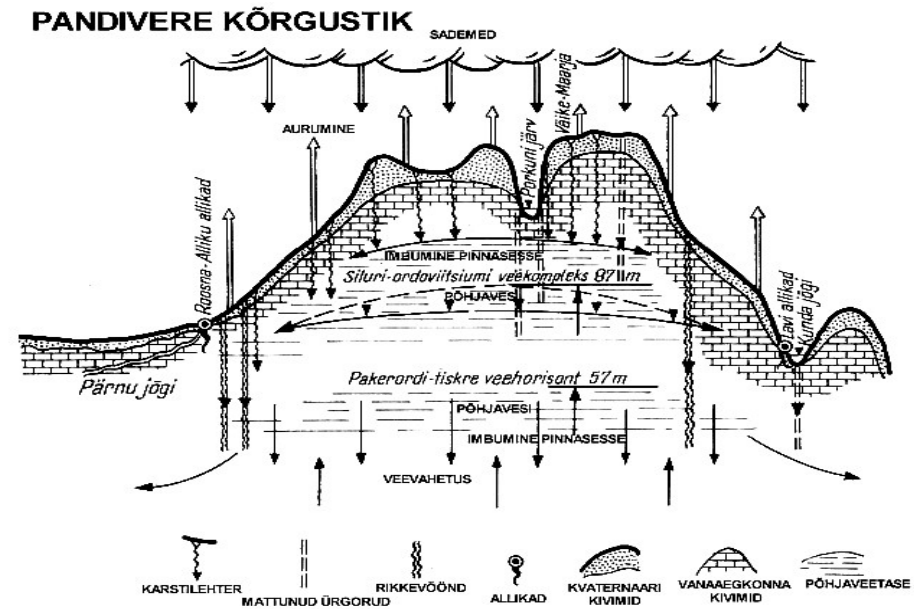 PANDIVERE KÕRGUSTIK
SADEMED
AURUMINE
Porkuni järv
Väike-Maarja
Roosna-Alliku allikad
IMBUMINE PINNASESSE
Siluri-ordoviitsiumi veekompleks 87 m
PÕHJAVESI
Lavi allikad
Kunda jõgi
Pärnu jõgi
Pakerordi-tiskre veehorisont 57 m
PÕHJAVESI
IMBUMINE PINNASESSE
VEEVAHETUS
KARSTILEHTER
MATTUNUD ÜRGORUD
RIKKEVÖÖND
ALLIKAD
KVATERNAARI
KIVIMID
VANAAEGKONNA
KIVIMID
PÕHJAVEETASE